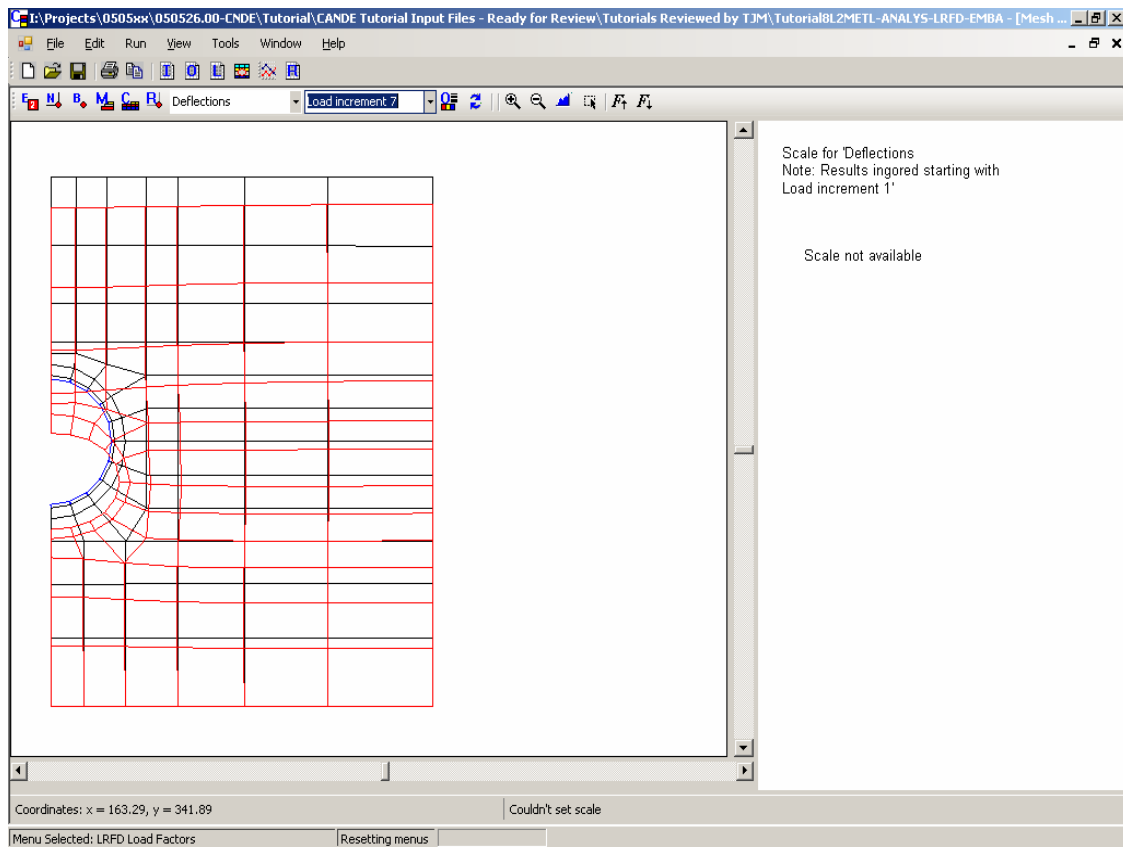 I:\Projects\0505xx\050526.00-CNDE\Tutorial\CANDE Tutorial Input Files - Ready for Review\Tutorials Reviewed by TJM\Tutorial8L2METL-ANALYS-LRFD-EMBA - [Mesh ...
File Edit Run View Tools Window Help
Deflections Load increment 7
Scale for 'Deflections
Note: Results ingored starting with
Load increment 1'
Scale not available
Coordinates: x = 163.29, y = 341.89 Couldn't set scale
Menu Selected: LRFD Load Factors Resetting menus